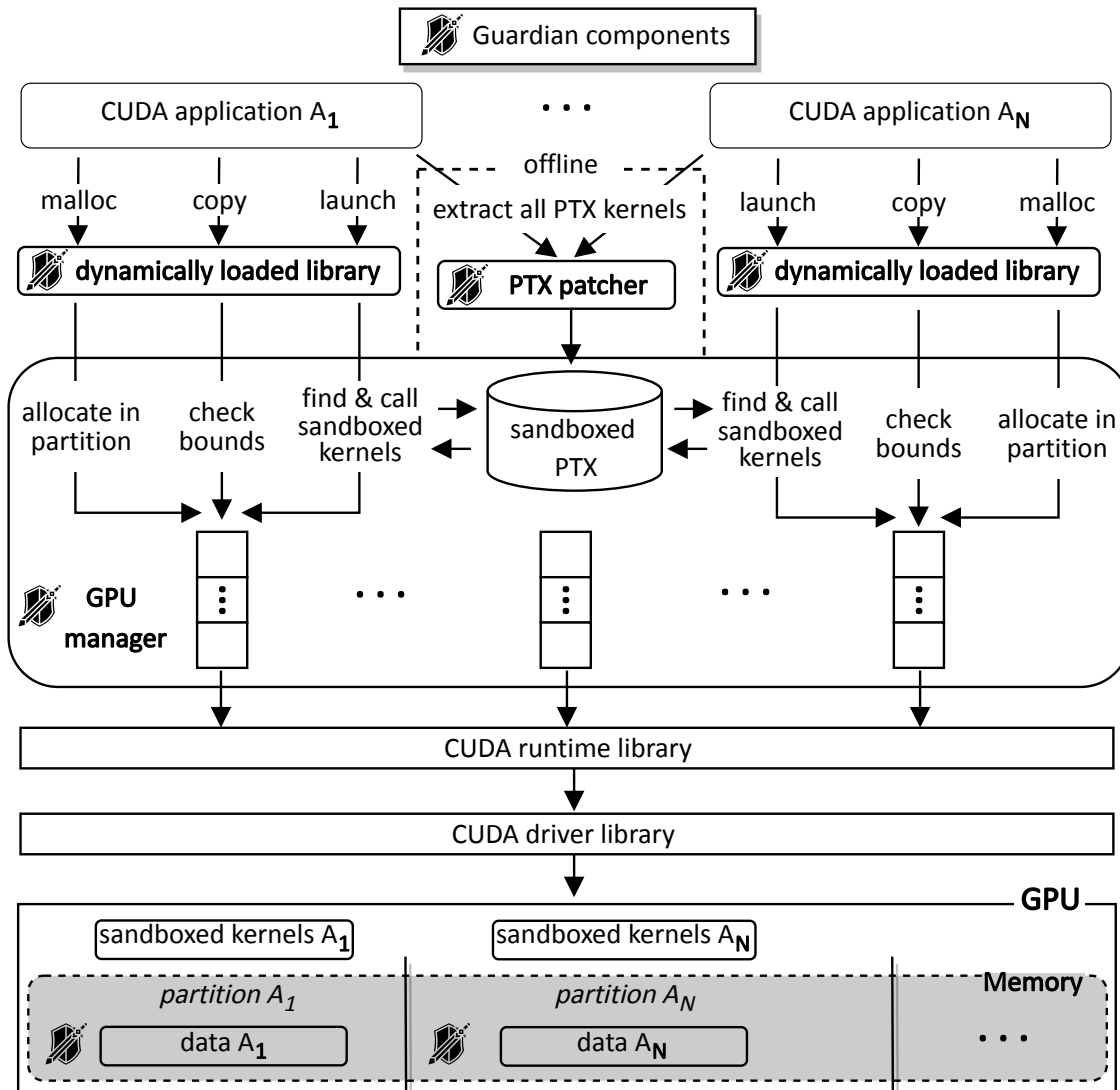 Guardian components
CUDA application A1
. . .
CUDA application AN
offline
malloc
copy
launch
extract all PTX kernels
launch
copy
malloc
dynamically loaded library
PTX patcher
dynamically loaded library
allocate in
partition
check
bounds
find & call
sandboxed
kernels
sandboxed
PTX
find & call
sandboxed
kernels
check
bounds
allocate in
partition
GPU
manager
. . .
. . .
CUDA runtime library
CUDA driver library
GPU
sandboxed kernels A1
sandboxed kernels AN
Memory
partition A1
partition AN
data A1
data AN
. . .